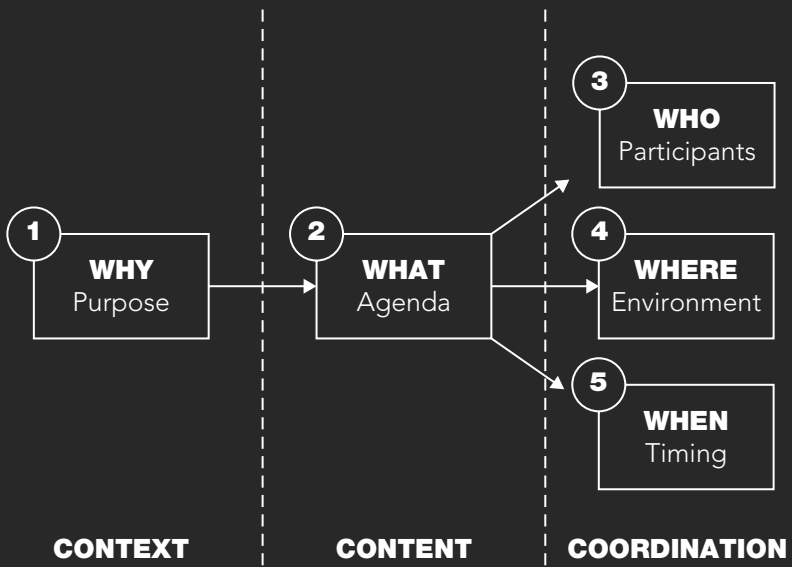 1
WHY
Purpose
2
WHAT
Agenda
3
WHO
Participants
4
WHERE
Environment
5
WHEN
Timing
CONTEXT
CONTENT
COORDINATION